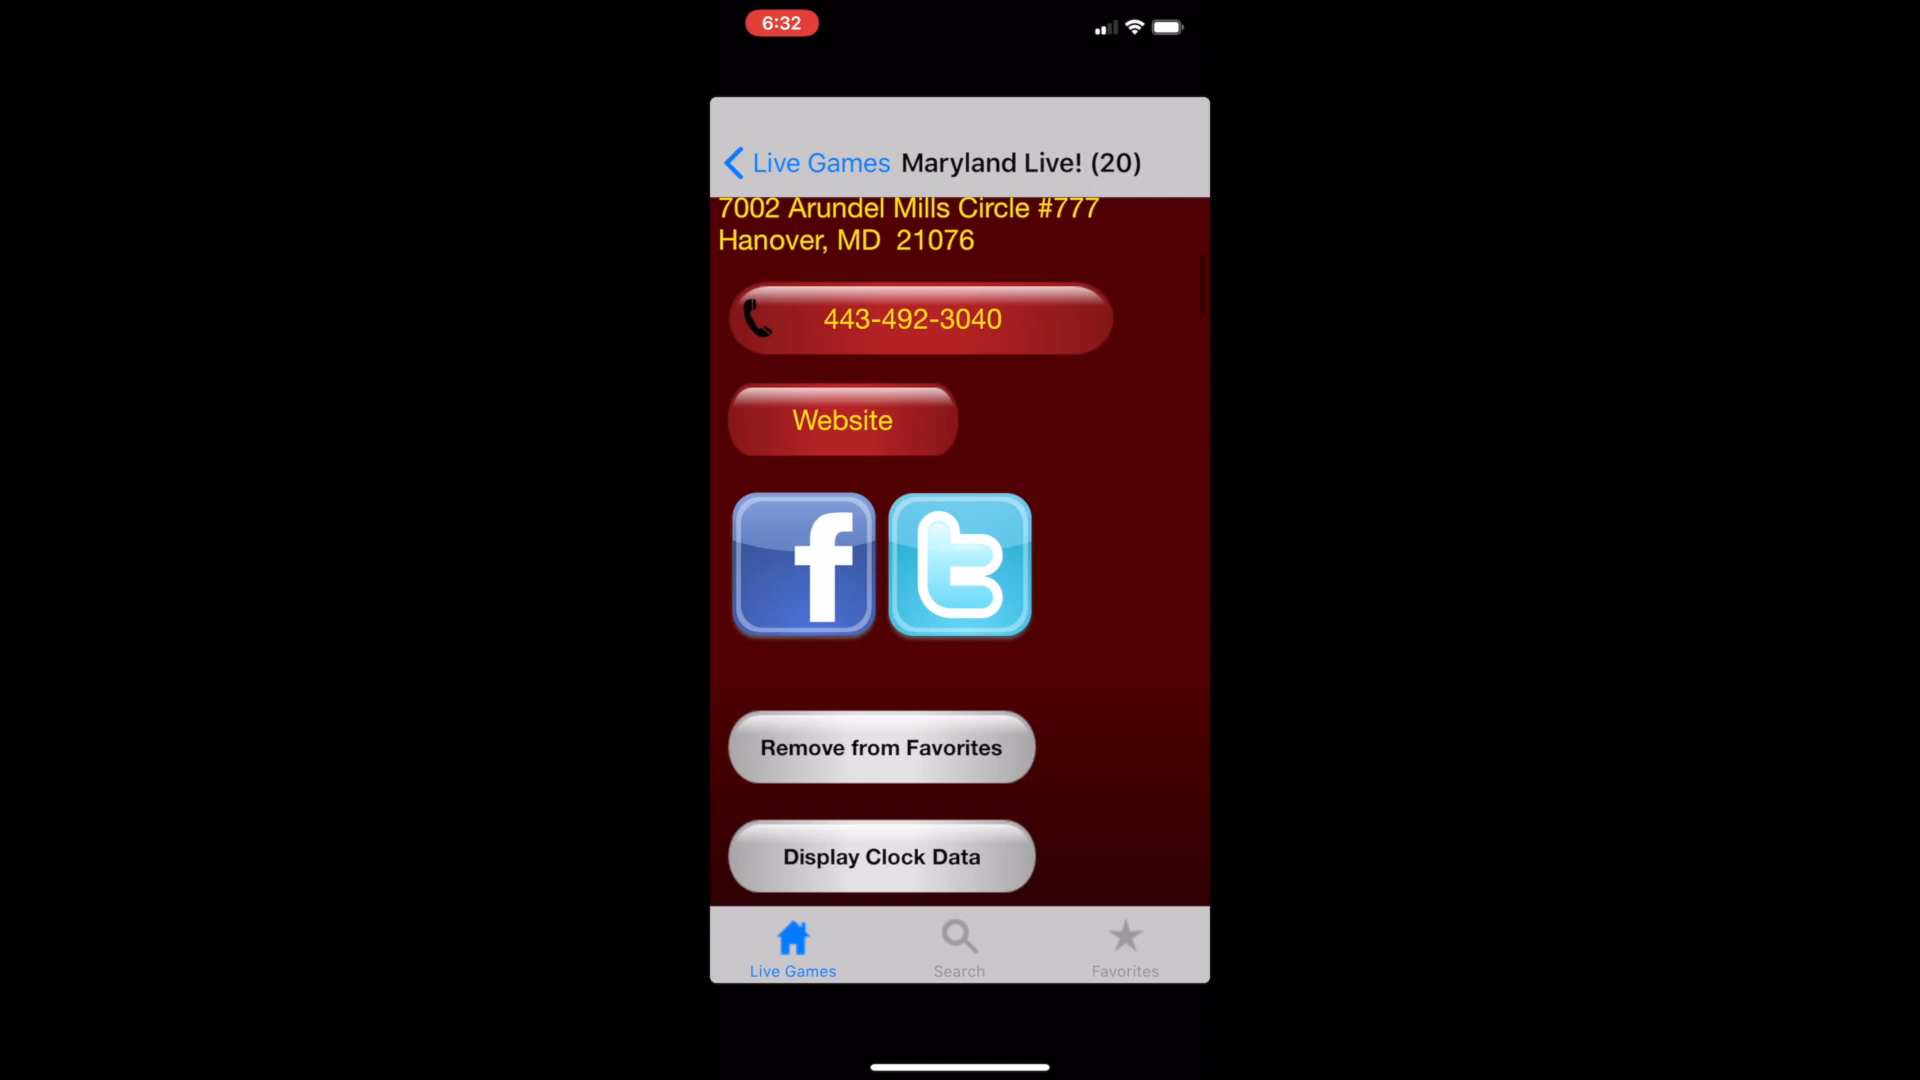 6:32
Live Games Maryland Live! (20)
7002 Arundel Mills Circle #777
Hanover, MD 21076
443-492-3040
Website
f t
Remove from Favorites
Display Clock Data
Live Games Search Favorites